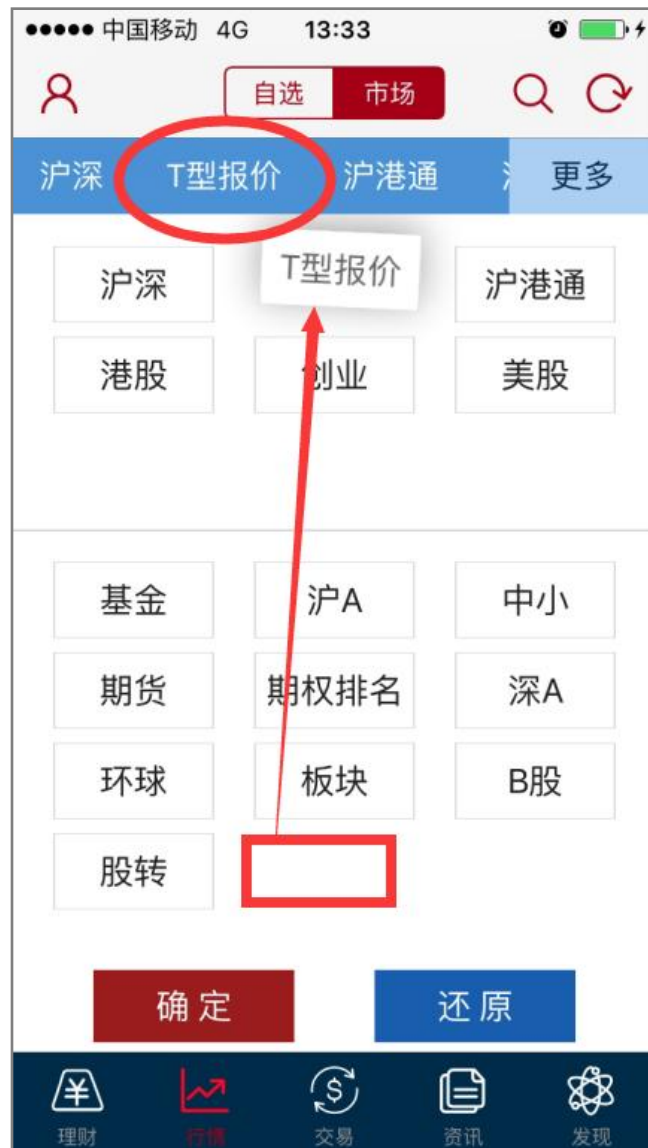 中国移动 4G 13:33
自选 市场
沪深 T型报价 沪港通 更多
沪深 T型报价 沪港通
港股 创业 美股
基金 沪A 中小
期货 期权排名 深A
环球 板块 B股
股转
确定 还原
理财 行情 交易 资讯 发现